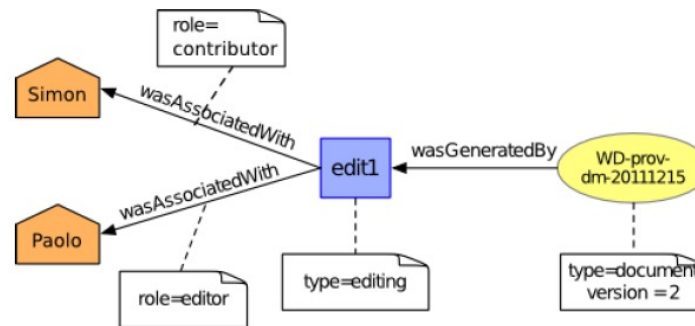 role=
contributor
Simon
wasAssociatedWith
edit1
wasGeneratedBy
WD-prov-
dm-20111215
wasAssociatedWith
Paolo
role=editor
type=editing
type=document
version =2